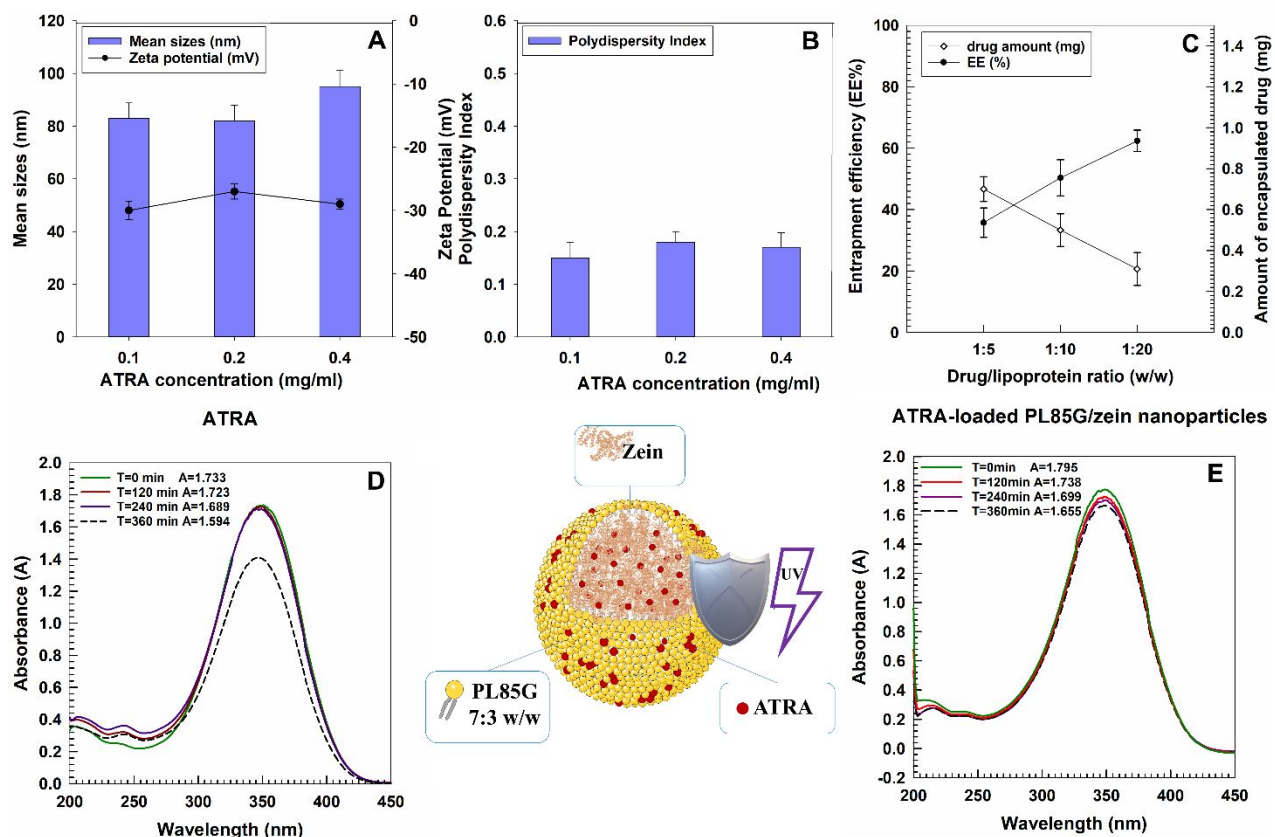 A
Mean sizes (nm)
Zeta potential (mV)
120
100
80
60
40
20
0
Mean sizes (nm)
0
-10
-20
-30
-40
-50
Zeta Potential (mV)
0.1 0.2 0.4
ATRA concentration (mg/ml)
B
Polydispersity Index
0.6
0.5
0.4
0.3
0.2
0.1
0.0
Polydispersity Index
0.1 0.2 0.4
ATRA concentration (mg/ml)
C
drug amount (mg)
EE (%)
100
80
60
40
20
0
Entrapment efficiency (EE%)
1.4
1.2
1.0
0.8
0.6
0.4
0.2
0.0
Amount of encapsulated drug (mg)
1:5 1:10 1:20
Drug/lipoprotein ratio (w/w)
ATRA
D
T=0 min A=1.733
T=120 min A=1.723
T=240 min A=1.689
T=360 min A=1.594
2.0
1.8
1.6
1.4
1.2
1.0
0.8
0.6
0.4
0.2
0.0
Absorbance (A)
200 250 300 350 400 450
Wavelength (nm)
Zein
UV
PL85G
7:3 w/w
ATRA
ATRA-loaded PL85G/zein nanoparticles
E
T=0min A=1.795
T=120min A=1.738
T=240min A=1.699
T=360min A=1.655
2.0
1.8
1.6
1.4
1.2
1.0
0.8
0.6
0.4
0.2
0.0
-0.2
Absorbance (A)
200 250 300 350 400 450
Wavelength (nm)